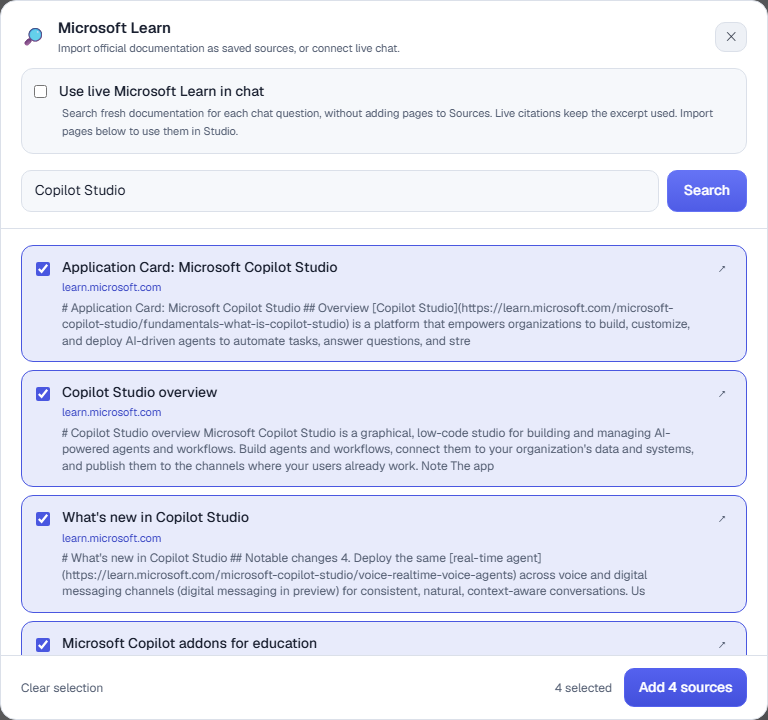 Microsoft Learn
Import official documentation as saved sources, or connect live chat.
Use live Microsoft Learn in chat
Search fresh documentation for each chat question, without adding pages to Sources. Live citations keep the excerpt used. Import
pages below to use them in Studio.
Copilot Studio
Search
Application Card: Microsoft Copilot Studio
learn.microsoft.com
# Application Card: Microsoft Copilot Studio ## Overview [Copilot Studio](https://learn.microsoft.com/microsoft-
copilot-studio/fundamentals-what-is-copilot-studio) is a platform that empowers organizations to build, customize,
and deploy AI-driven agents to automate tasks, answer questions, and stre
Copilot Studio overview
learn.microsoft.com
# Copilot Studio overview Microsoft Copilot Studio is a graphical, low-code studio for building and managing AI-
powered agents and workflows. Build agents and workflows, connect them to your organization's data and systems,
and publish them to the channels where your users already work. Note The app
What's new in Copilot Studio
learn.microsoft.com
# What's new in Copilot Studio ## Notable changes 4. Deploy the same [real-time agent]
(https://learn.microsoft.com/microsoft-copilot-studio/voice-realtime-voice-agents) across voice and digital
messaging channels (digital messaging in preview) for consistent, natural, context-aware conversations. Us
Microsoft Copilot addons for education
Clear selection
4 selected
Add 4 sources